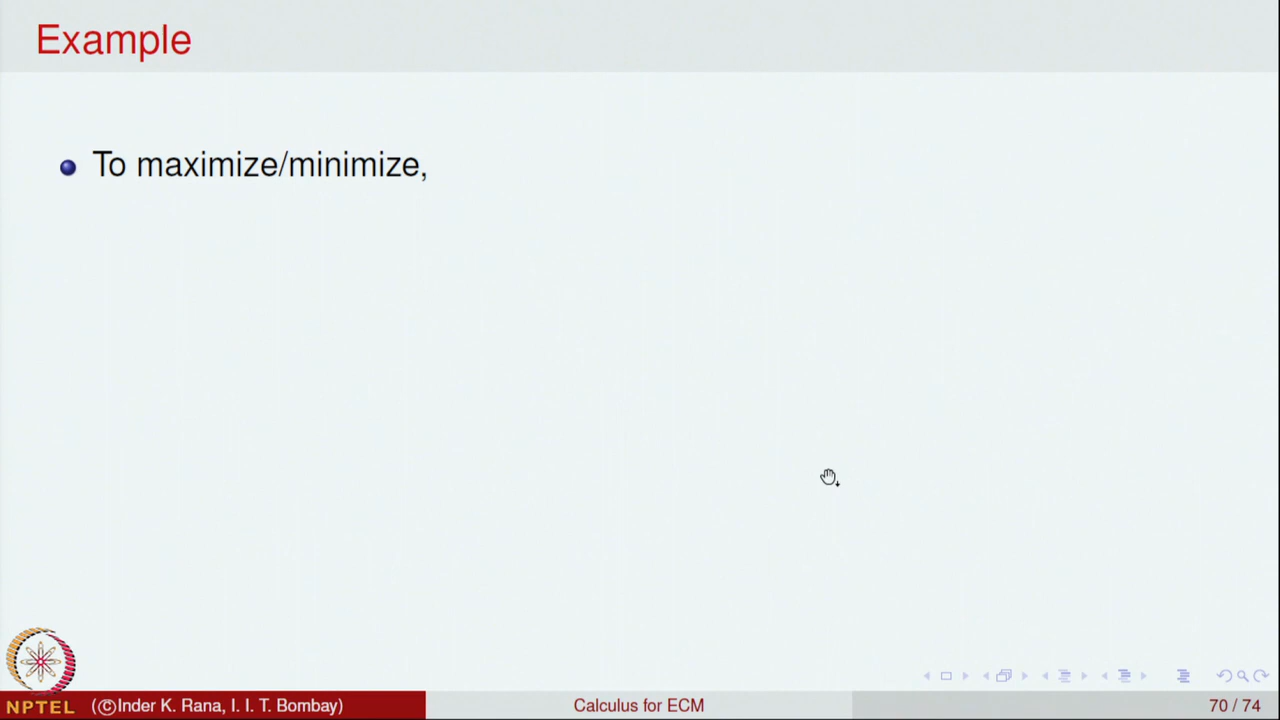 Example
To maximize/minimize,
NPTEL
(©Inder K. Rana, I. I. T. Bombay)
Calculus for ECM
70 / 74